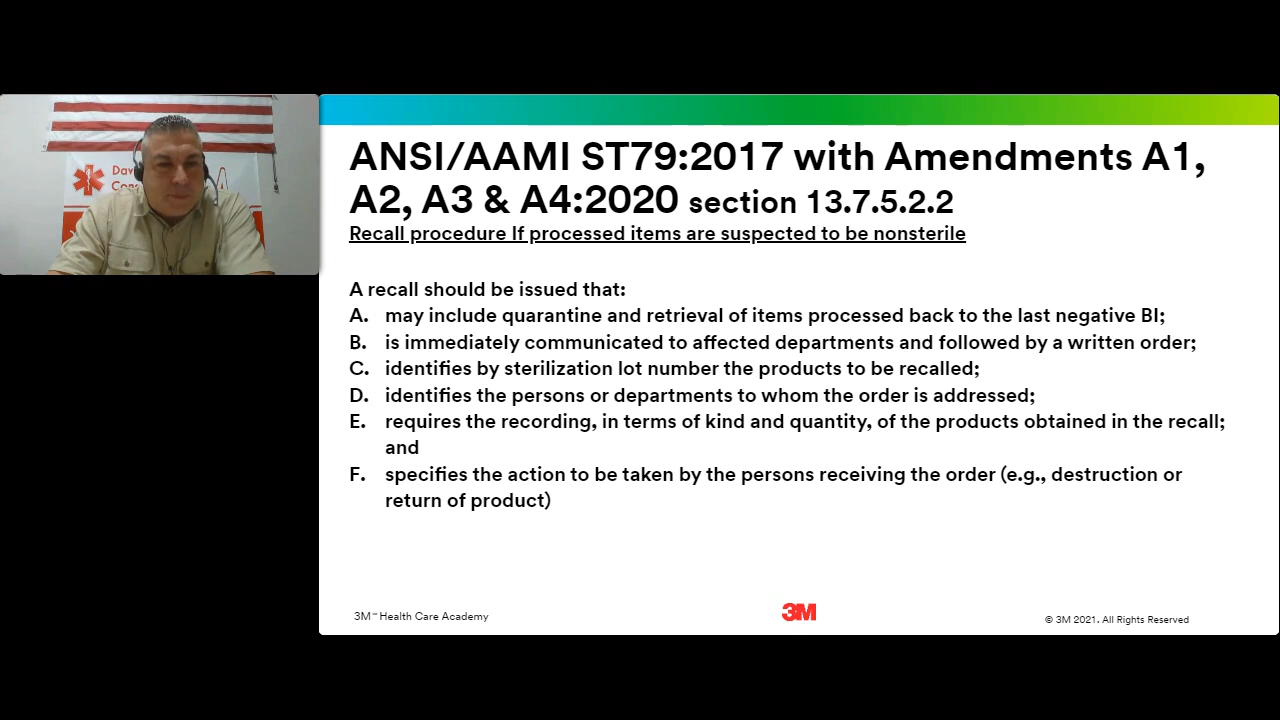 Dav
Con
ANSI/AAMI ST79:2017 with Amendments A1,
A2, A3 & A4:2020 section 13.7.5.2.2
Recall procedure If processed items are suspected to be nonsterile
A recall should be issued that:
A. may include quarantine and retrieval of items processed back to the last negative BI;
B. is immediately communicated to affected departments and followed by a written order;
C. identifies by sterilization lot number the products to be recalled;
D. identifies the persons or departments to whom the order is addressed;
E. requires the recording, in terms of kind and quantity, of the products obtained in the recall;
and
F. specifies the action to be taken by the persons receiving the order (e.g., destruction or
return of product)
3M™ Health Care Academy
3M
© 3M 2021. All Rights Reserved